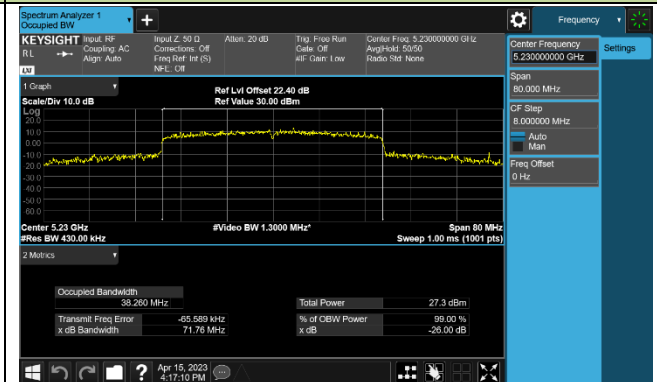 Spectrum Analyzer 1
Occupied BW
+
Frequency
KEYSIGHT
RL
LXI
Input: RF
Coupling: AC
Align: Auto
Input Z: 50 Ω
Corrections: Off
Freq Ref: Int (S)
NFE: Off
Atten: 20 dB
Trig: Free Run
Gate: Off
#IF Gain: Low
Center Freq: 5.230000000 GHz
Avg|Hold: 50/50
Radio Std: None
Center Frequency
5.230000000 GHz
Settings
Span
80.000 MHz
CF Step
8.000000 MHz
Auto
Man
Freq Offset
0 Hz
1 Graph
Scale/Div 10.0 dB
Ref Lvl Offset 22.40 dB
Ref Value 30.00 dBm
Log
20.0
10.0
0.00
-10.0
-20.0
-30.0
-40.0
-50.0
-60.0
Center 5.23 GHz
#Video BW 1.3000 MHz*
Span 80 MHz
#Res BW 430.00 kHz
Sweep 1.00 ms (1001 pts)
2 Metrics
Occupied Bandwidth
38.260 MHz
Total Power 27.3 dBm
Transmit Freq Error -65.589 kHz
% of OBW Power 99.00 %
x dB Bandwidth 71.76 MHz
x dB -26.00 dB
?
Apr 15, 2023
4:17:10 PM